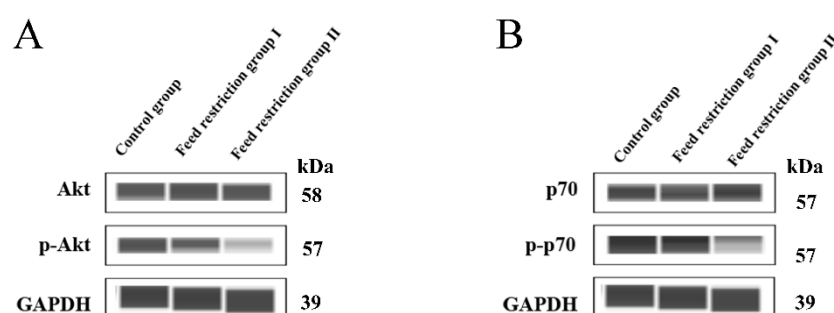 A
Control group
Feed restriction group I
Feed restriction group II
kDa
Akt 58
p-Akt 57
GAPDH 39
B
Control group
Feed restriction group I
Feed restriction group II
kDa
p70 57
p-p70 57
GAPDH 39